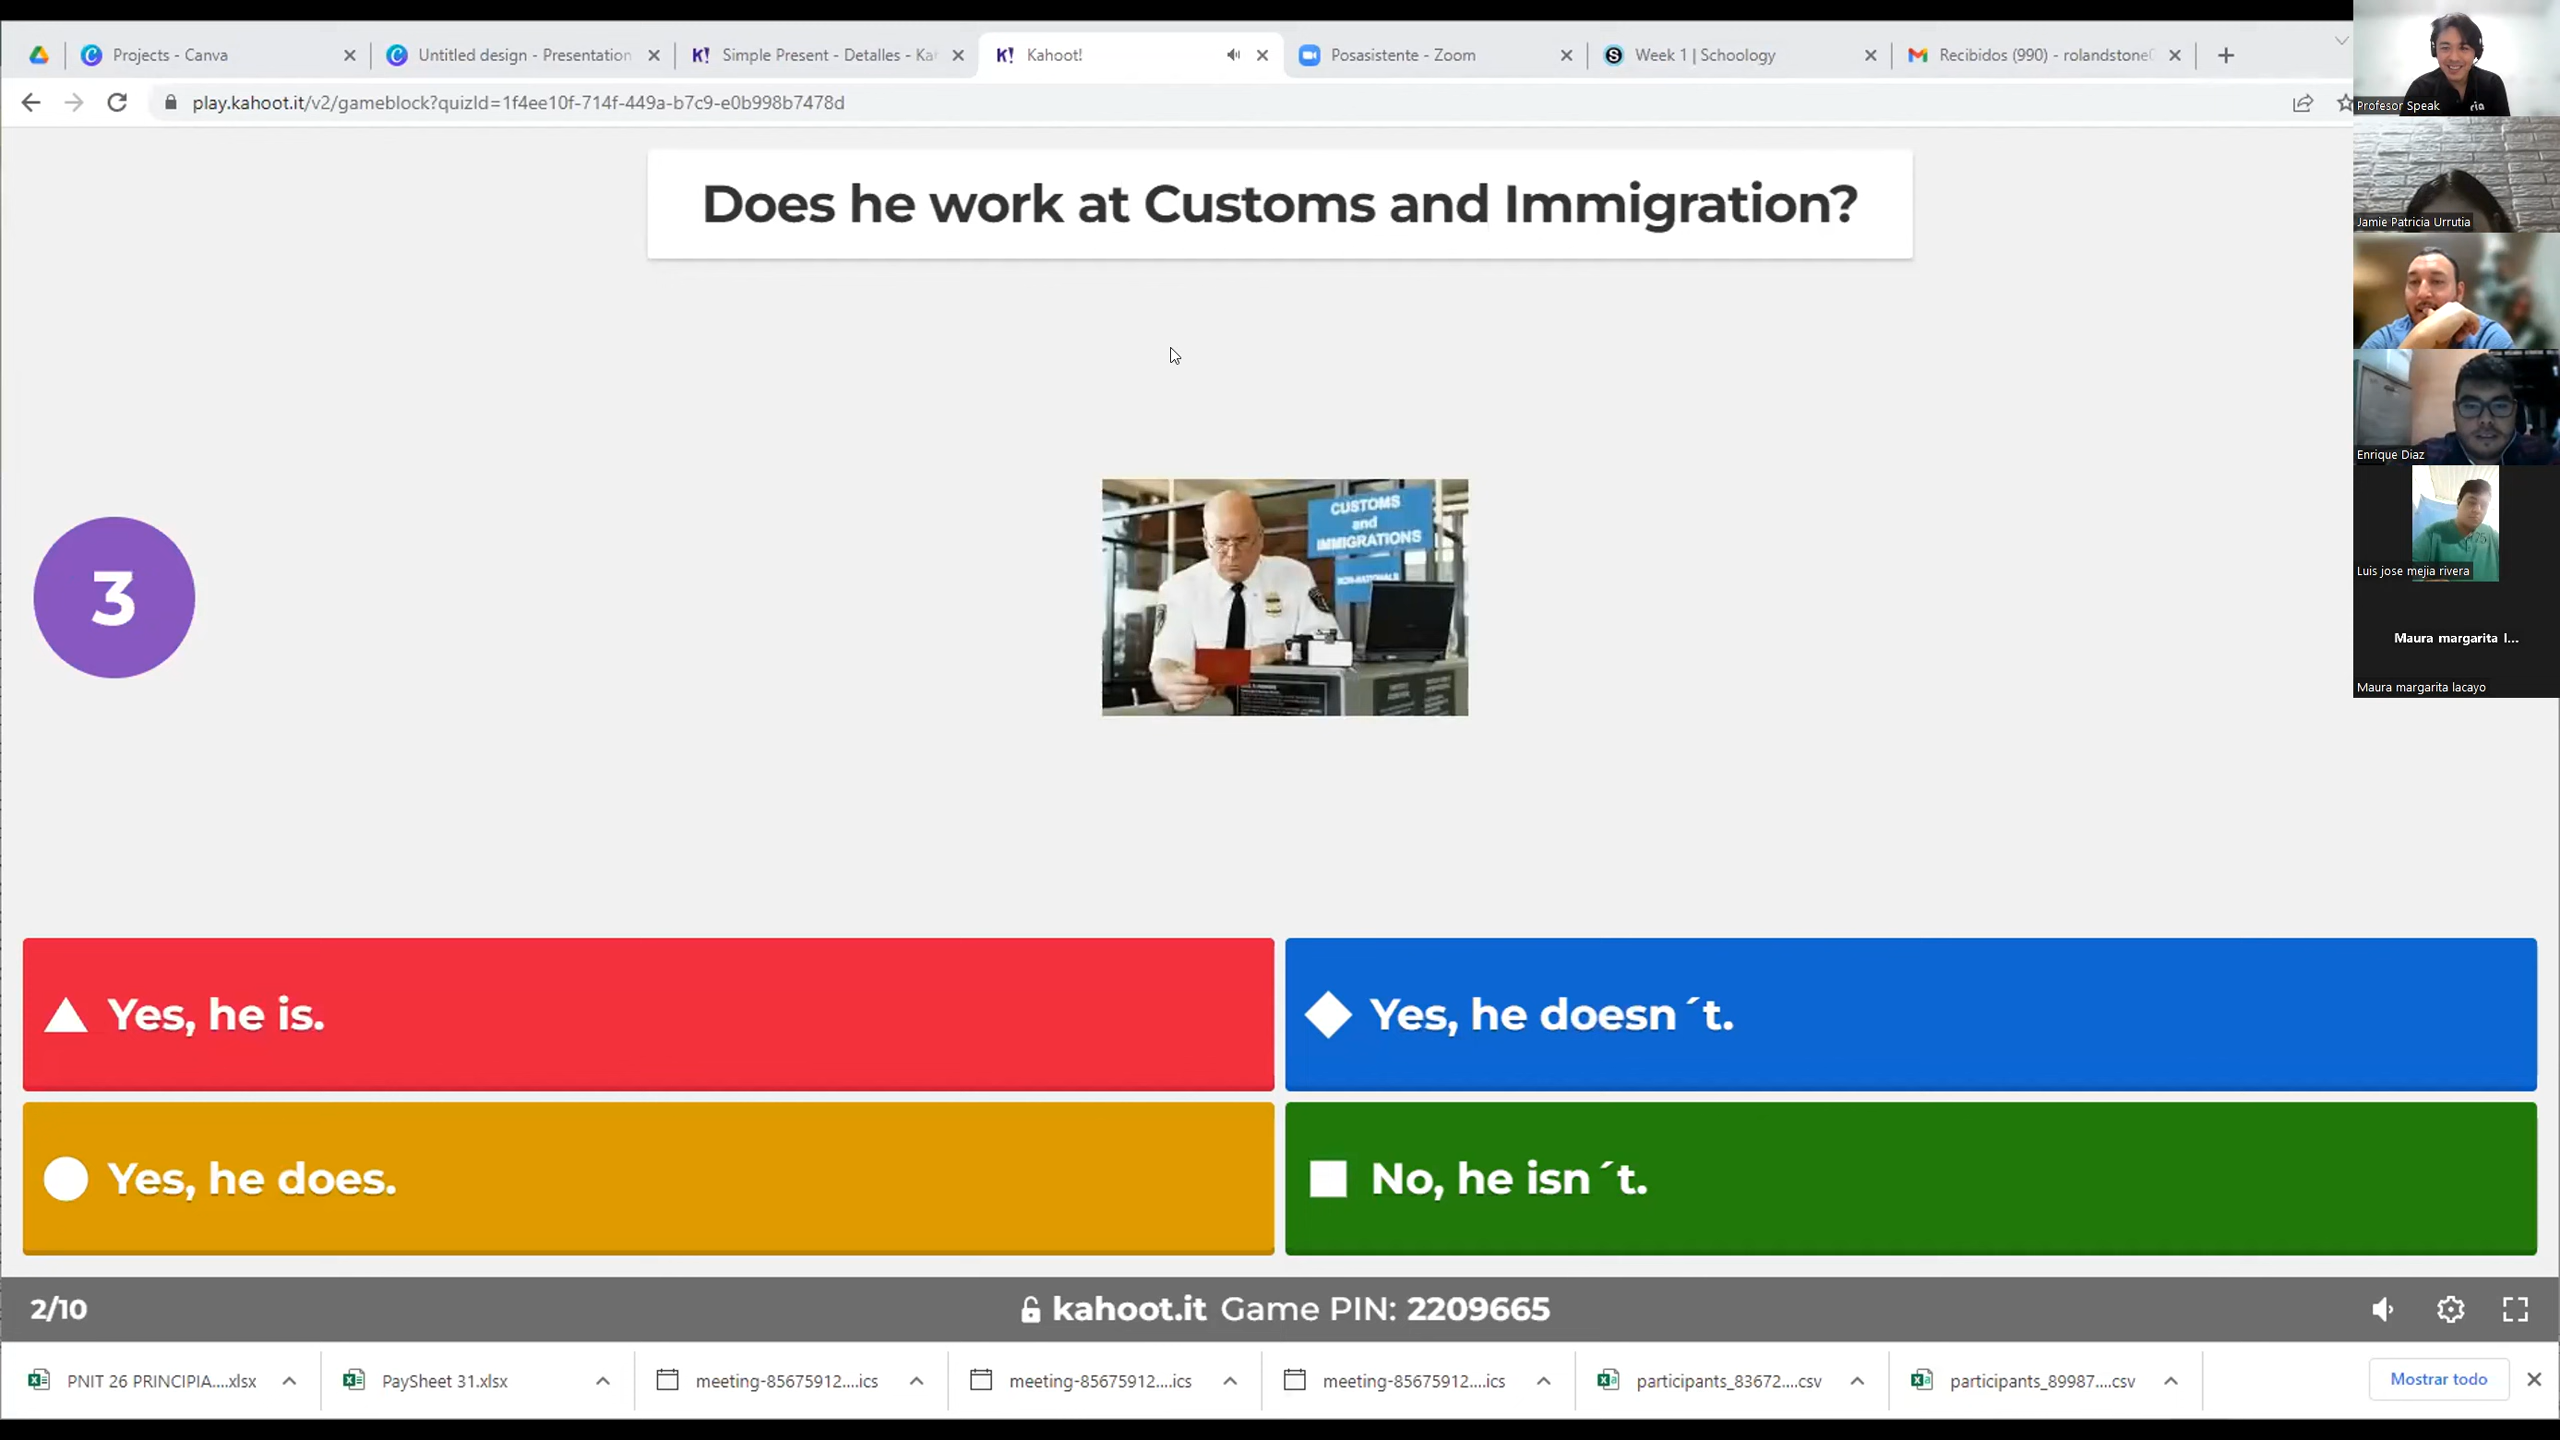 Projects - Canva
Untitled design - Presentation
K! Simple Present - Detalles - Kah
K! Kahoot!
Posasistente - Zoom
S Week 1 | Schoology
Recibidos (990) - rolandstone
play.kahoot.it/v2/gameblock?quizId=1f4ee10f-714f-449a-b7c9-e0b998b7478d
Does he work at Customs and Immigration?
3
CUSTOMS
and
IMMIGRATIONS
NON-NATIONALS
Yes, he is.
Yes, he doesn´t.
Yes, he does.
No, he isn´t.
2/10
kahoot.it Game PIN: 2209665
PNIT 26 PRINCIPIA....xlsx
PaySheet 31.xlsx
meeting-85675912....ics
meeting-85675912....ics
meeting-85675912....ics
participants_83672....csv
participants_89987....csv
Mostrar todo
Profesor Speak
ria
Jamie Patricia Urrutia
Enrique Diaz
Luis jose mejia rivera
Maura margarita l...
Maura margarita lacayo